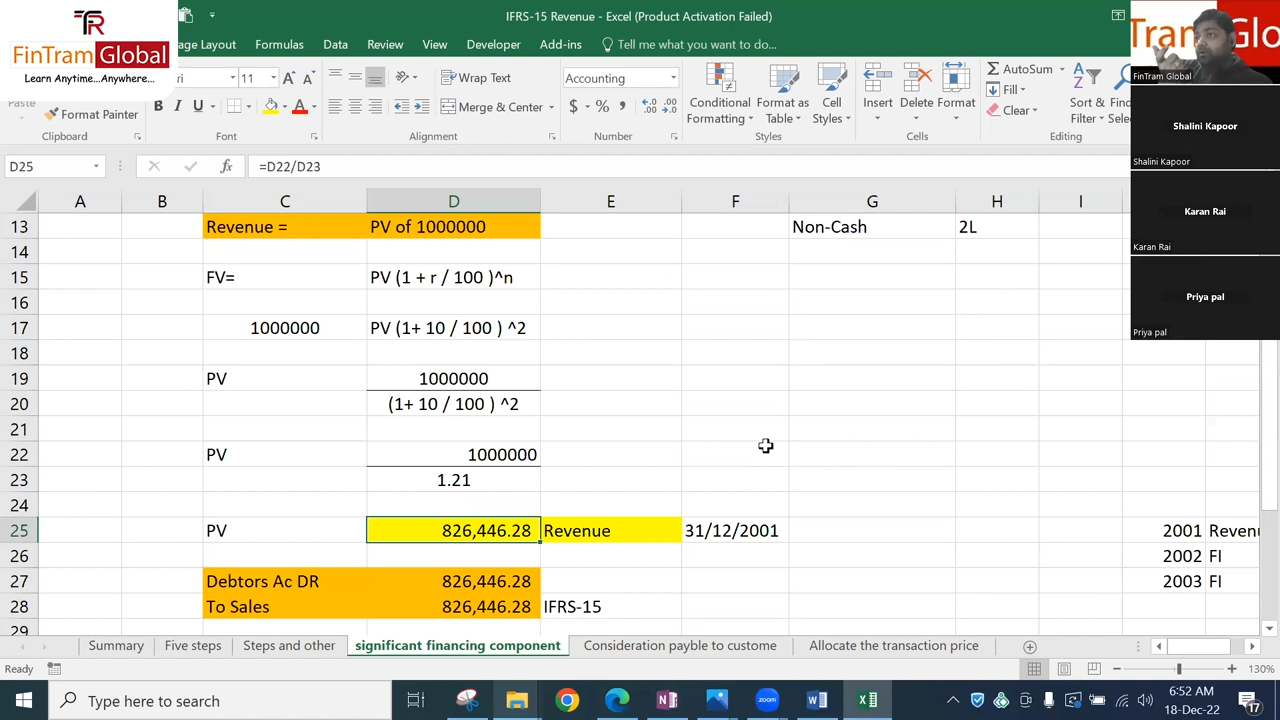 IFRS-15 Revenue - Excel (Product Activation Failed)
FinTram Global
Learn Anytime...Anywhere...
age Layout
Formulas
Data
Review
View
Developer
Add-ins
Tell me what you want to do...
11
Wrap Text
Accounting
Conditional Formatting
Format as Table
Cell Styles
Insert
Delete
Format
AutoSum
Fill
Clear
Sort &
Filter
Paste
Format Painter
Merge & Center
Clipboard
Font
Alignment
Number
Styles
Cells
Editing
D25
=D22/D23
A B C D E F G H I
13 Revenue = PV of 1000000 Non-Cash 2L
14
15 FV= PV (1 + r / 100 )^n
16
17 1000000 PV (1+ 10 / 100 ) ^2
18
19 PV 1000000
20 (1+ 10 / 100 ) ^2
21
22 PV 1000000
23 1.21
24
25 PV 826,446.28 Revenue 31/12/2001 2001 Revenu
26 2002 FI
27 Debtors Ac DR 826,446.28 2003 FI
28 To Sales 826,446.28 IFRS-15
29
Summary
Five steps
Steps and other
significant financing component
Consideration payble to custome
Allocate the transaction price
Ready
130%
FinTram Global
Shalini Kapoor
Shalini Kapoor
Karan Rai
Karan Rai
Priya pal
Priya pal
Type here to search
6:52 AM
18-Dec-22
17